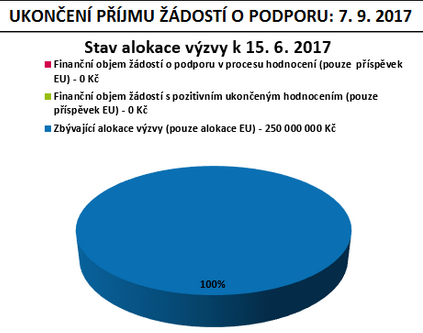 UKONČENÍ PŘÍJMU ŽÁDOSTÍ O PODPORU: 7. 9. 2017
Stav alokace výzvy k 15. 6. 2017
Finanční objem žádostí o podporu v procesu hodnocení (pouze příspěvek
EU) - 0 Kč
Finanční objem žádostí s pozitivním ukončeným hodnocením (pouze
příspěvek EU) - 0 Kč
Zbývající alokace výzvy (pouze alokace EU) - 250 000 000 Kč
100%